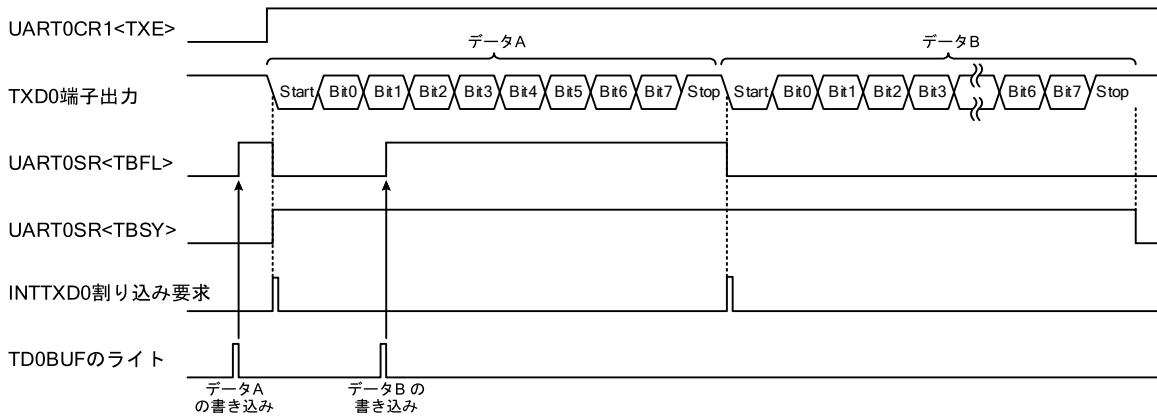 UART0CR1<TXE>
データA
データB
TXD0端子出力
Start Bit0 Bit1 Bit2 Bit3 Bit4 Bit5 Bit6 Bit7 Stop Start Bit0 Bit1 Bit2 Bit3 Bit6 Bit7 Stop
UART0SR<TBFL>
UART0SR<TBSY>
INTTXD0割り込み要求
TD0BUFのライト
データA
の書き込み
データB の
書き込み